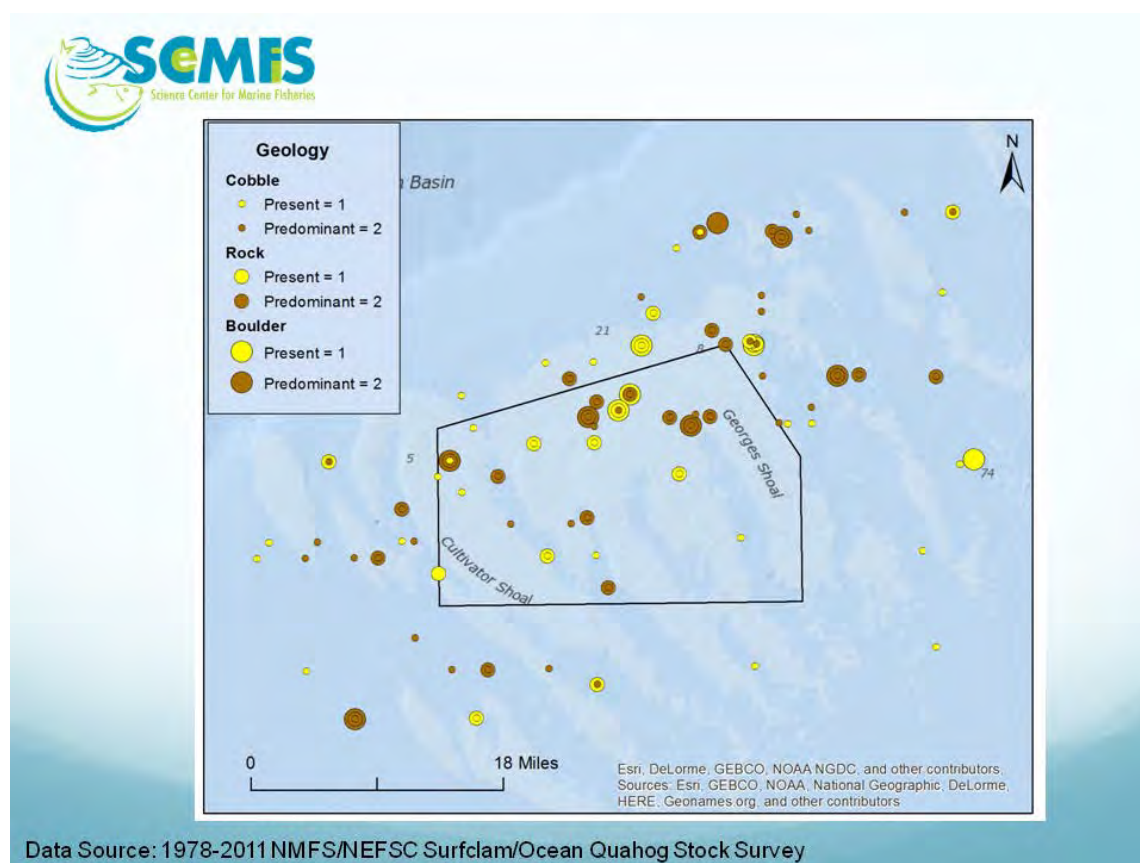 SCeMFiS
Science Center for Marine Fisheries
Geology
Cobble
Present = 1
Predominant = 2
Rock
Present = 1
Predominant = 2
Boulder
Present = 1
Predominant = 2
Basin
N
21
8
5
74
Georges Shoal
Cultivator Shoal
0
18 Miles
Esri, DeLorme, GEBCO, NOAA NGDC, and other contributors.
Sources: Esri, GEBCO, NOAA, National Geographic, DeLorme,
HERE, Geonames.org, and other contributors
Data Source: 1978-2011 NMFS/NEFSC Surfclam/Ocean Quahog Stock Survey